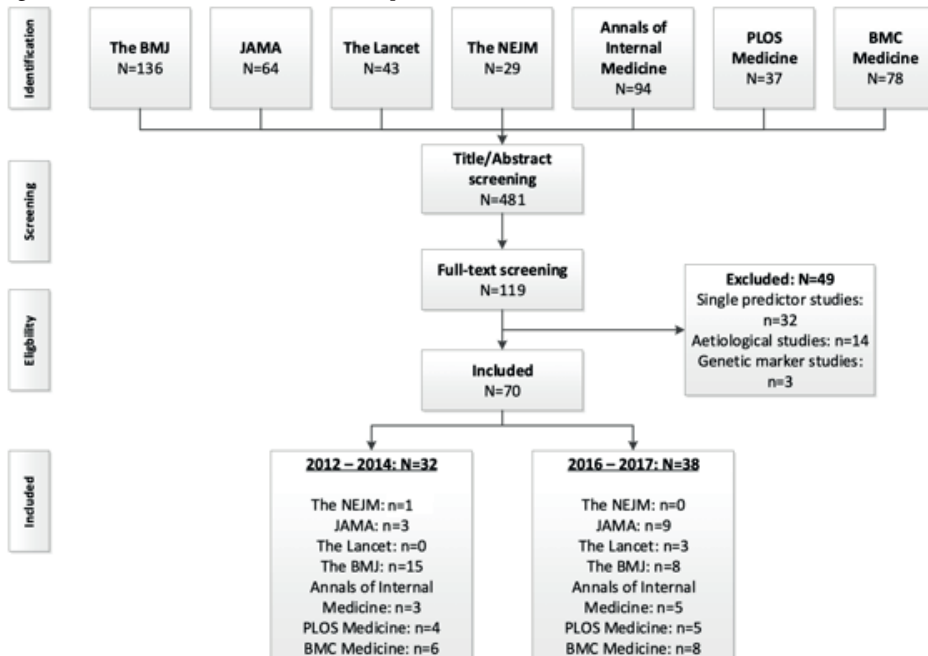 Identification
The BMJ
N=136
JAMA
N=64
The Lancet
N=43
The NEJM
N=29
Annals of
Internal
Medicine
N=94
PLOS
Medicine
N=37
BMC
Medicine
N=78
Screening
Title/Abstract
screening
N=481
Full-text screening
N=119
Eligbility
Excluded: N=49
Single predictor studies:
n=32
Aetiological studies: n=14
Genetic marker studies:
n=3
Included
N=70
Included
2012 – 2014: N=32
The NEJM: n=1
JAMA: n=3
The Lancet: n=0
The BMJ: n=15
Annals of Internal
Medicine: n=3
PLOS Medicine: n=4
BMC Medicine: n=6
2016 – 2017: N=38
The NEJM: n=0
JAMA: n=9
The Lancet: n=3
The BMJ: n=8
Annals of Internal
Medicine: n=5
PLOS Medicine: n=5
BMC Medicine: n=8